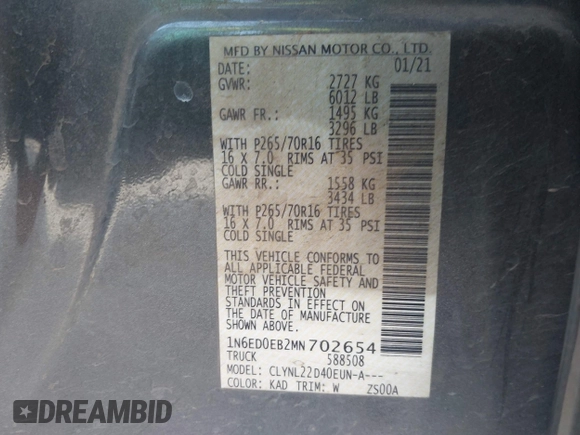 MFD BY NISSAN MOTOR CO., LTD.
DATE: 01/21
GVWR: 2727 KG
6012 LB
GAWR FR.: 1495 KG
3296 LB
WITH P265/70R16 TIRES
16 X 7.0 RIMS AT 35 PSI
COLD SINGLE
GAWR RR.: 1558 KG
3434 LB
WITH P265/70R16 TIRES
16 X 7.0 RIMS AT 35 PSI
COLD SINGLE
THIS VEHICLE CONFORMS TO
ALL APPLICABLE FEDERAL
MOTOR VEHICLE SAFETY AND
THEFT PREVENTION
STANDARDS IN EFFECT ON
THE DATE OF MANUFACTURE
SHOWN ABOVE.
1N6ED0EB2MN702654
TRUCK 588508
MODEL: CLYNL22D40EUN-A---
COLOR: KAD TRIM: W ZS00A
DREAMBID
dreambid.com